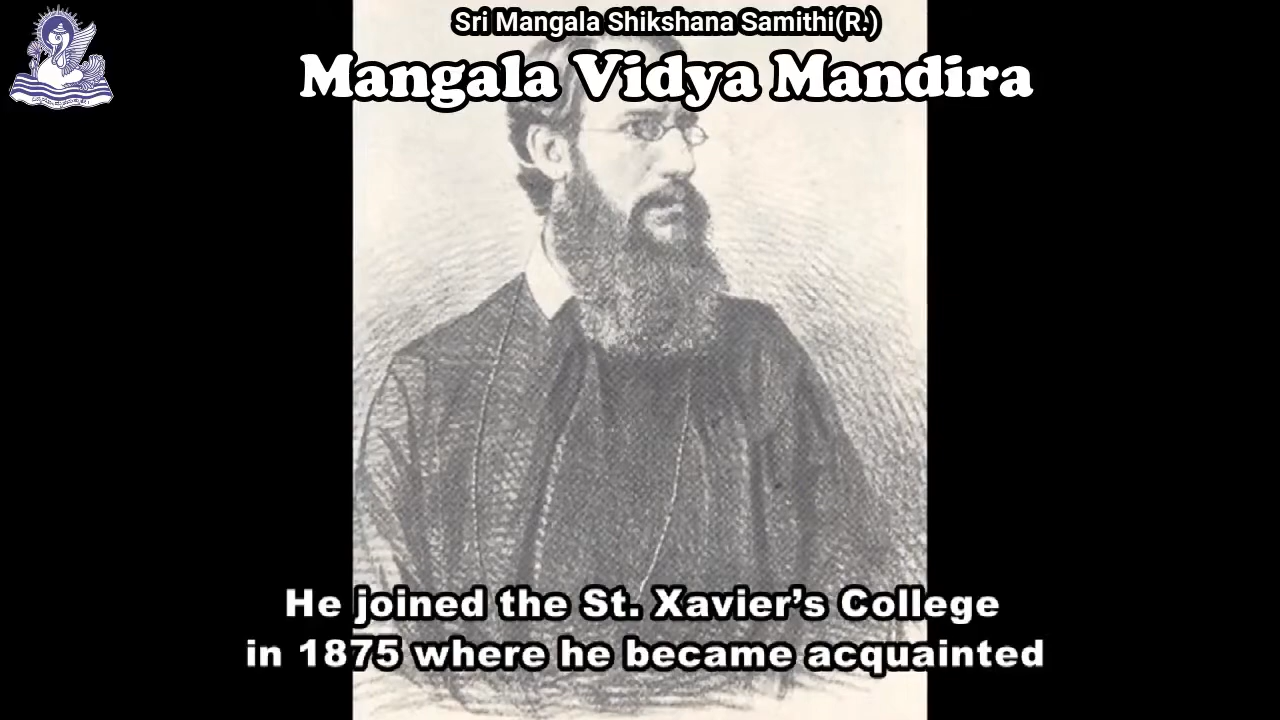 Sri Mangala Shikshana Samithi(R.)
Mangala Vidya Mandira
He joined the St. Xavier’s College
in 1875 where he became acquainted